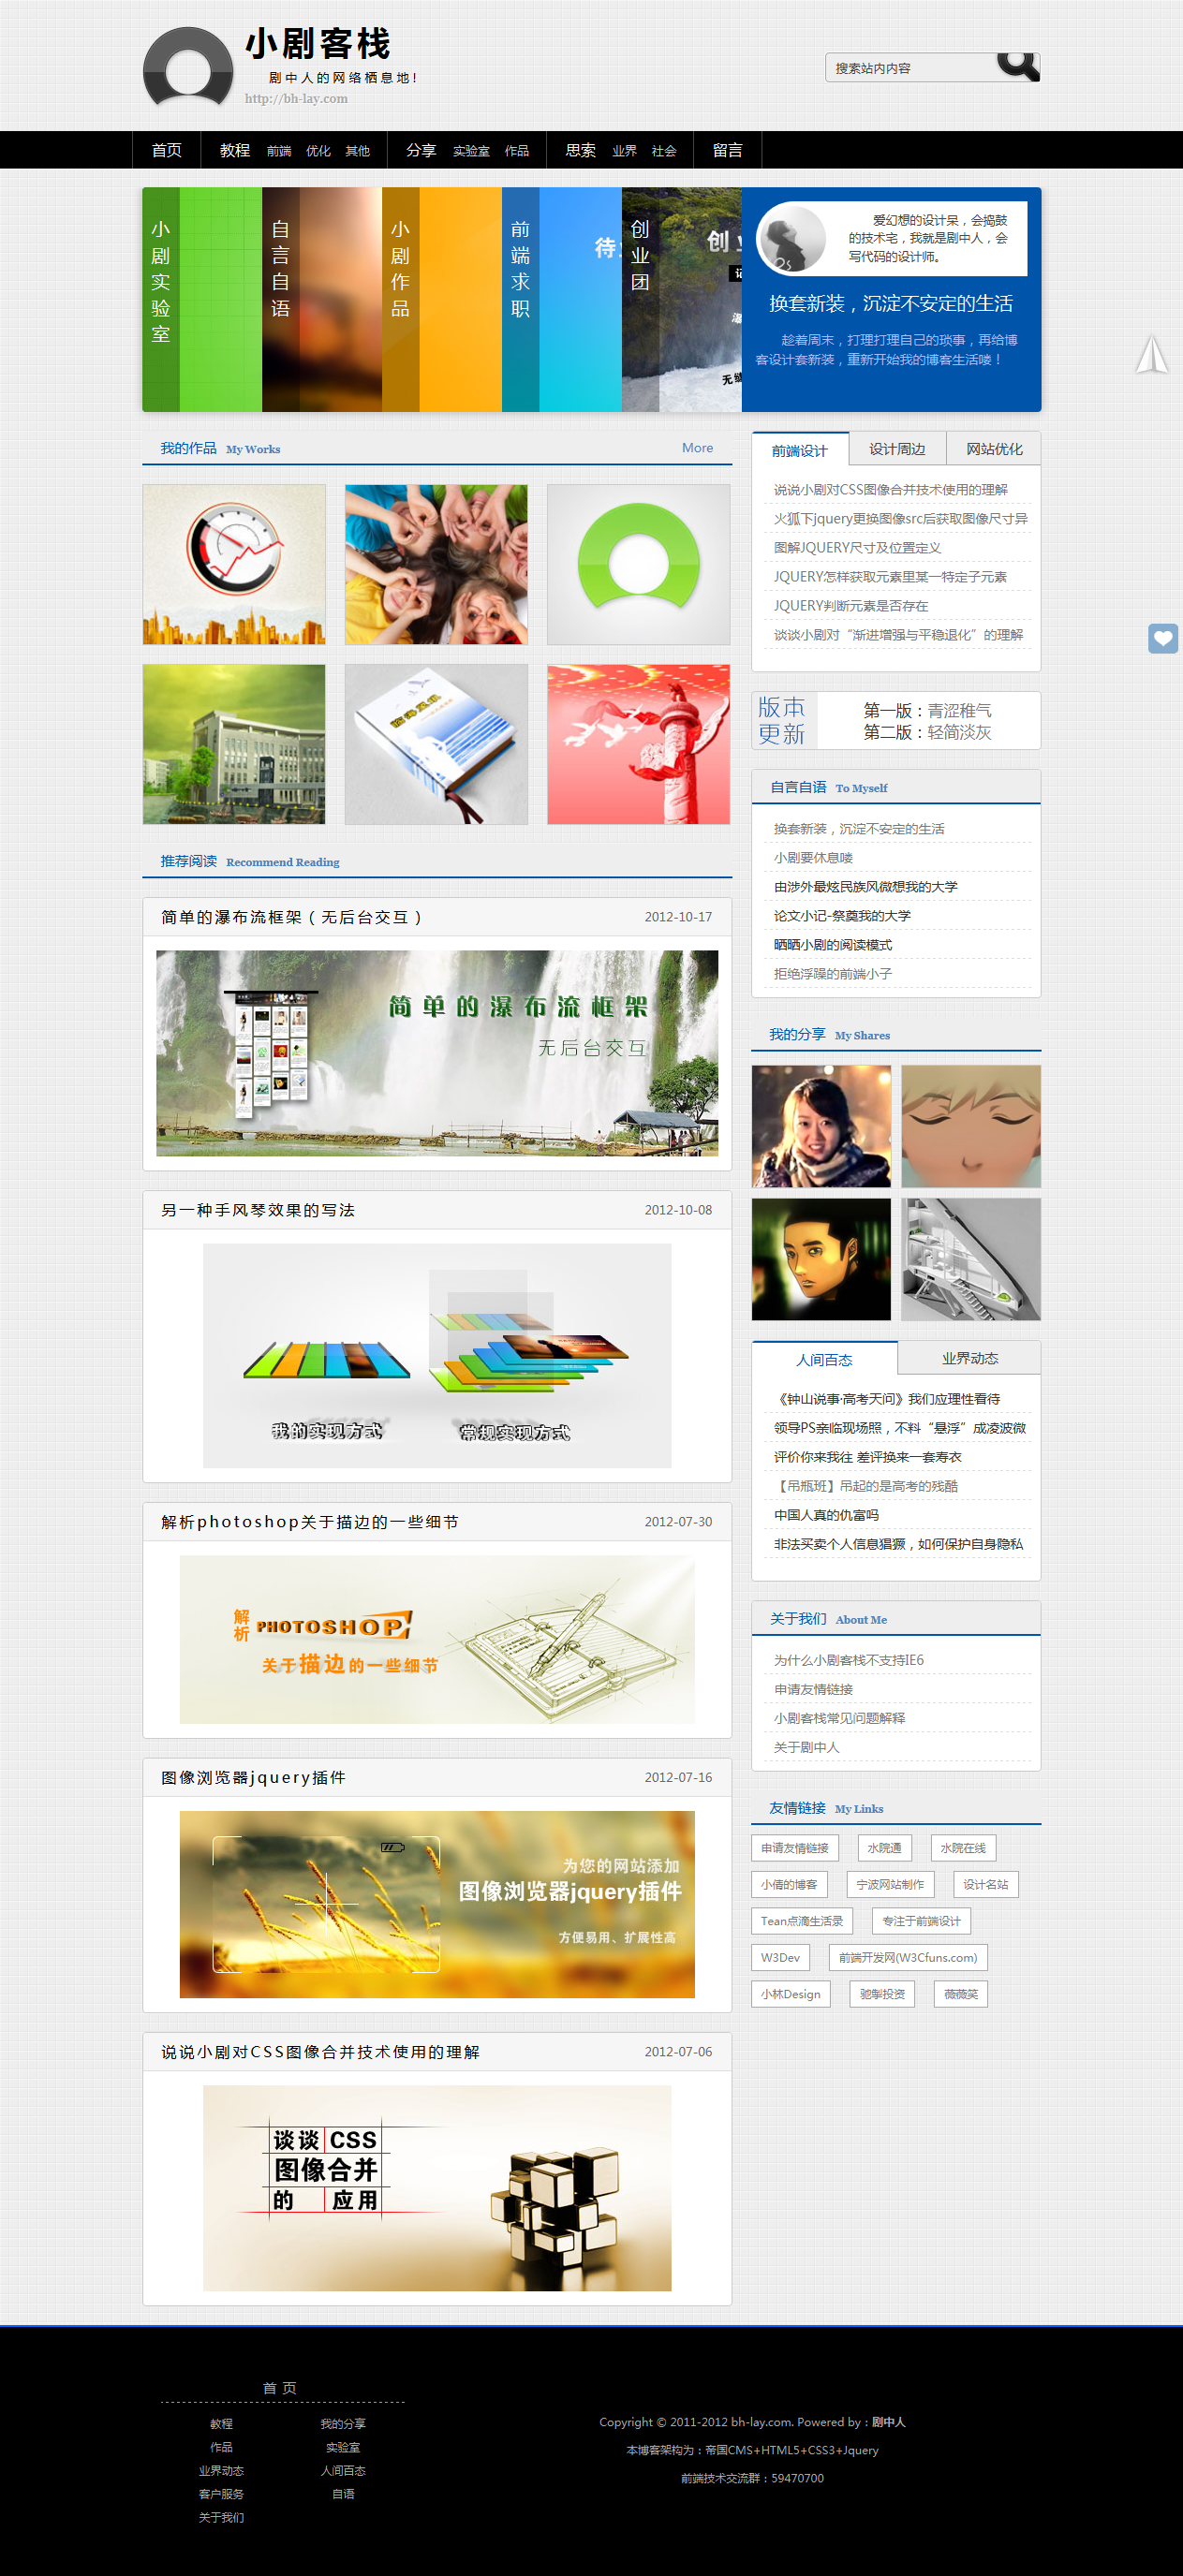 小剧客栈
剧中人的网络栖息地!
http://bh-lay.com
搜素站内内容
首页 教程 前端 优化 其他 分享 实验室 作品 思索 业界 社会 留言
小剧实验室
自言自语
小剧作品
前端求职
待
创业团
创业
无缝
爱幻想的设计呆，会捣鼓
的技术宅，我就是剧中人，会
写代码的设计师。
换套新装，沉淀不安定的生活
趁着周末，打理打理自己的琐事，再给博
客设计套新装，重新开始我的博客生活喽！
我的作品 My Works More
前端设计 设计周边 网站优化
说说小剧对CSS图像合并技术使用的理解
火狐下jquery更换图像src后获取图像尺寸异
图解JQUERY尺寸及位置定义
JQUERY怎样获取元素里某一特定子元素
JQUERY判断元素是否存在
谈谈小剧对“渐进增强与平稳退化”的理解
版本
更新
第一版：青涩稚气
第二版：轻简淡灰
自言自语 To Myself
换套新装，沉淀不安定的生活
小剧要休息喽
由涉外最炫民族风微想我的大学
论文小记-祭奠我的大学
晒晒小剧的阅读模式
拒绝浮躁的前端小子
推荐阅读 Recommend Reading
简单的瀑布流框架（无后台交互） 2012-10-17
简单的瀑布流框架
无后台交互
另一种手风琴效果的写法 2012-10-08
我的实现方式 常规实现方式
解析photoshop关于描边的一些细节 2012-07-30
解析 PHOTOSHOP!
关于描边的一些细节
图像浏览器jquery插件 2012-07-16
为您的网站添加
图像浏览器jquery插件
方便易用、扩展性高
说说小剧对CSS图像合并技术使用的理解 2012-07-06
谈谈 CSS
图像合并
的 应用
我的分享 My Shares
人间百态 业界动态
《钟山说事·高考天问》我们应理性看待
领导PS亲临现场照，不料“悬浮”成凌波微
评价你来我往 差评换来一套寿衣
【吊瓶班】吊起的是高考的残酷
中国人真的仇富吗
非法买卖个人信息猖獗，如何保护自身隐私
关于我们 About Me
为什么小剧客栈不支持IE6
申请友情链接
小剧客栈常见问题解释
关于剧中人
友情链接 My Links
申请友情链接 水院通 水院在线
小倩的博客 宁波网站制作 设计名站
Tean点滴生活录 专注于前端设计
W3Dev 前端开发网(W3Cfuns.com)
小林Design 驰掣投资 薇薇笑
首 页
教程 我的分享
作品 实验室
业界动态 人间百态
客户服务 自语
关于我们
Copyright © 2011-2012 bh-lay.com. Powered by：剧中人
本博客架构为：帝国CMS+HTML5+CSS3+Jquery
前端技术交流群：59470700